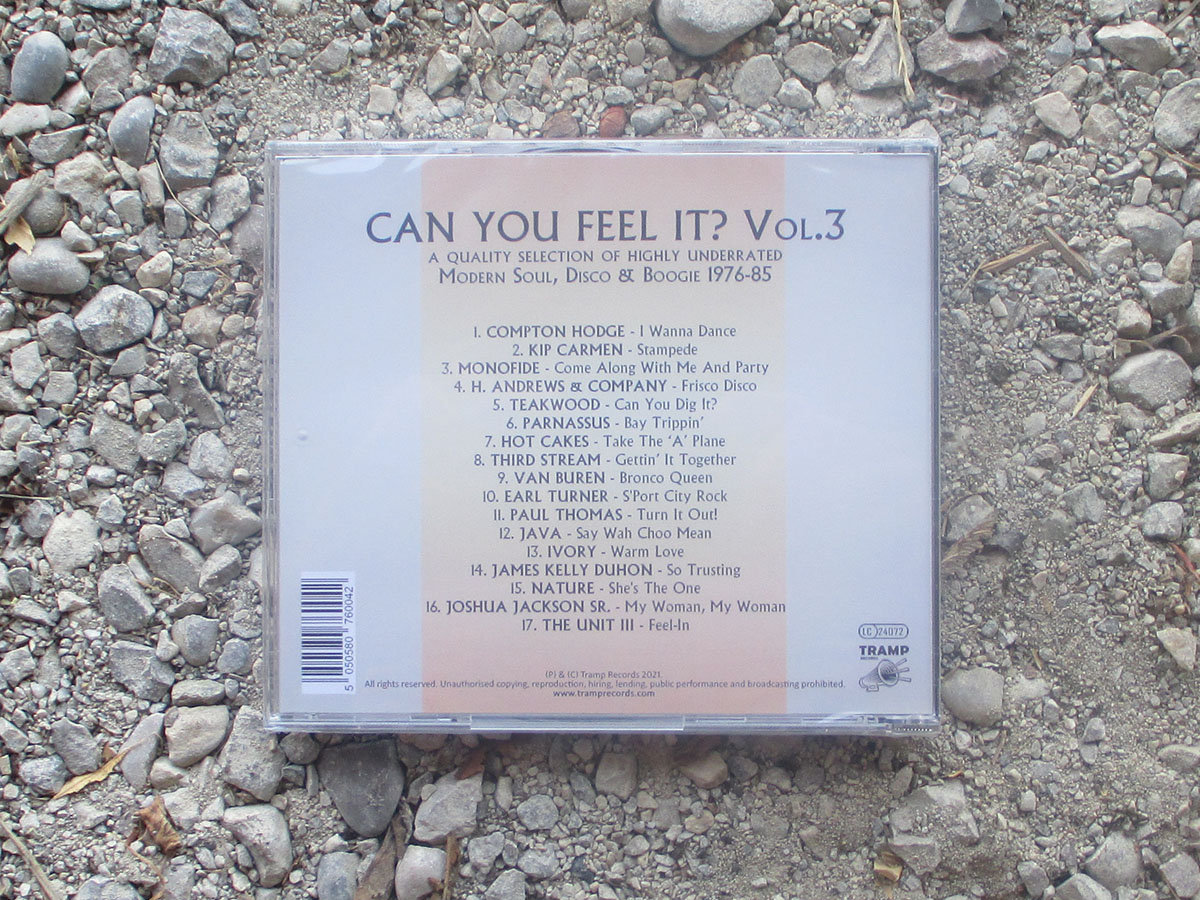 CAN YOU FEEL IT? VOL.3
A QUALITY SELECTION OF HIGHLY UNDERRATED
MODERN SOUL, DISCO & BOOGIE 1976-85
1. COMPTON HODGE - I Wanna Dance
2. KIP CARMEN - Stampede
3. MONOFIDE - Come Along With Me And Party
4. H. ANDREWS & COMPANY - Frisco Disco
5. TEAKWOOD - Can You Dig It?
6. PARNASSUS - Bay Trippin'
7. HOT CAKES - Take The ‘A’ Plane
8. THIRD STREAM - Gettin' It Together
9. VAN BUREN - Bronco Queen
10. EARL TURNER - S'Port City Rock
11. PAUL THOMAS - Turn It Out!
12. JAVA - Say Wah Choo Mean
13. IVORY - Warm Love
14. JAMES KELLY DUHON - So Trusting
15. NATURE - She's The One
16. JOSHUA JACKSON SR. - My Woman, My Woman
17. THE UNIT III - Feel-In
5 050580 760042
LC 24072
TRAMP
RECORDS
(P) & (C) Tramp Records 2021.
All rights reserved. Unauthorised copying, reproduction, hiring, lending, public performance and broadcasting prohibited.
www.tramprecords.com